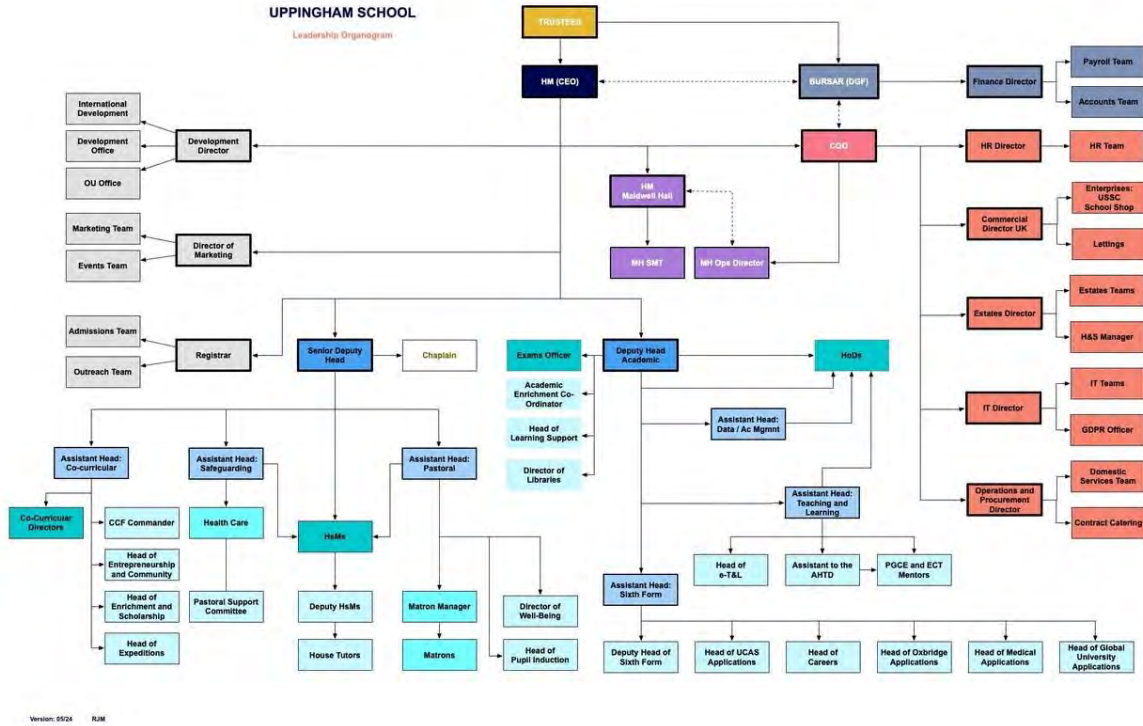 UPPINGHAM SCHOOL
Leadership Organogram
TRUSTEES
HM (CEO)
BURSAR (DGF)
Finance Director
Payroll Team
Accounts Team
International
Development
Development
Office
OU Office
Development
Director
COO
HR Director
HR Team
HM
Maidwell Hall
MH SMT
MH Ops Director
Commercial
Director UK
Enterprises:
USSC
School Shop
Lettings
Marketing Team
Events Team
Director of
Marketing
Estates Director
Estates Teams
H&S Manager
Admissions Team
Outreach Team
Registrar
Senior Deputy
Head
Chaplain
Exams Officer
Deputy Head
Academic
HoDs
Academic
Enrichment Co-
Ordinator
Head of
Learning Support
Director of
Libraries
Assistant Head:
Data / Ac Mgmnt
IT Director
IT Teams
GDPR Officer
Assistant Head:
Co-curricular
Assistant Head:
Safeguarding
Assistant Head:
Pastoral
Assistant Head:
Teaching and
Learning
Operations and
Procurement
Director
Domestic
Services Team
Contract Catering
Co-Curricular
Directors
CCF Commander
Health Care
HsMs
Head of
Entrepreneurship
and Community
Head of
e-T&L
Assistant to the
AHTD
PGCE and ECT
Mentors
Assistant Head:
Sixth Form
Head of
Enrichment and
Scholarship
Pastoral Support
Committee
Deputy HsMs
Matron Manager
Director of
Well-Being
Head of
Expeditions
House Tutors
Matrons
Head of
Pupil Induction
Deputy Head of
Sixth Form
Head of UCAS
Applications
Head of
Careers
Head of Oxbridge
Applications
Head of Medical
Applications
Head of Global
University
Applications
Version: 05/24 RJM